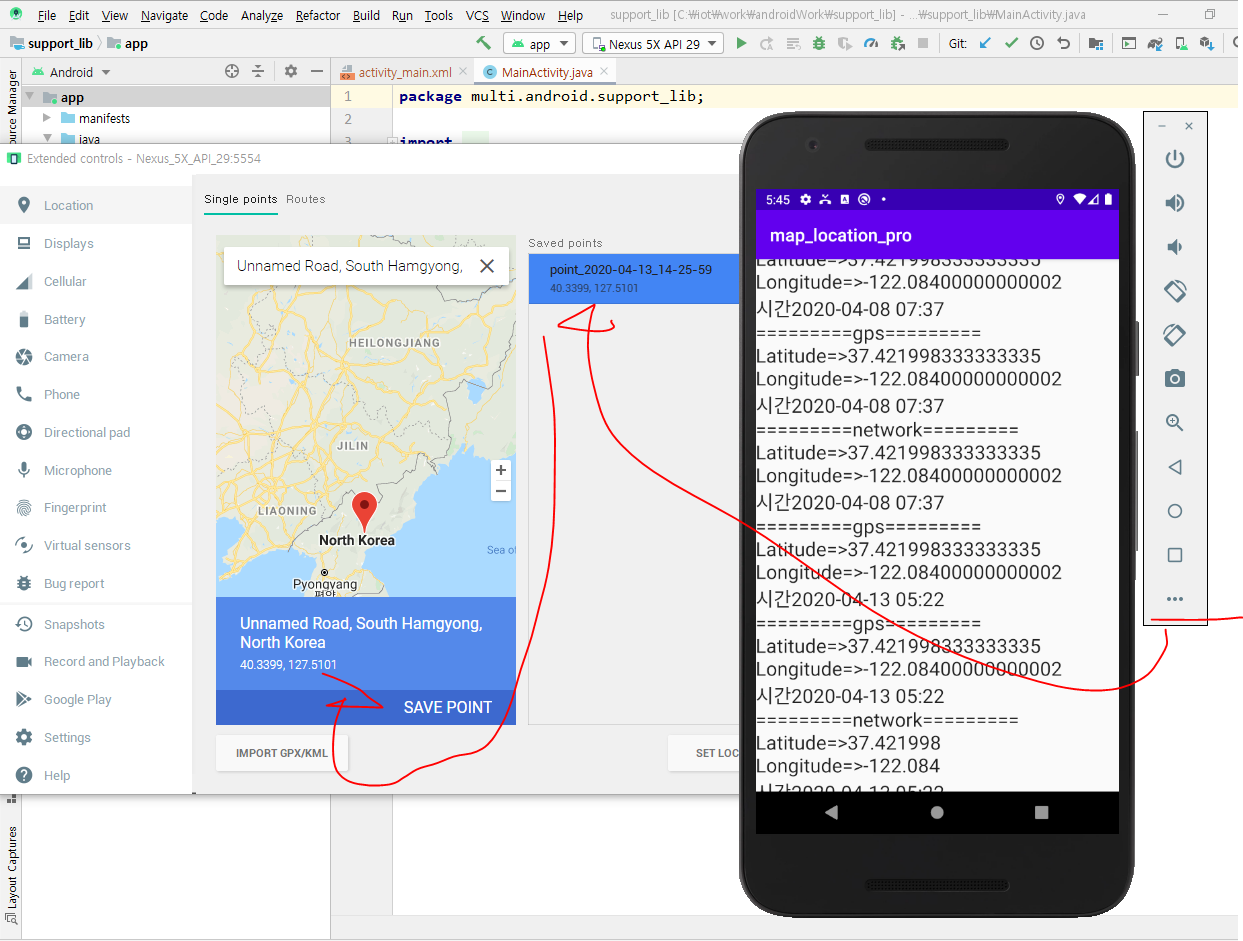 File Edit View Navigate Code Analyze Refactor Build Run Tools VCS Window Help support_lib [C:₩iot₩work₩androidWork₩support_lib] - ...₩support_lib₩MainActivity.java
support_lib app
app
Nexus 5X API 29
Git:
Android
activity_main.xml
MainActivity.java
app
manifests
java
1 package multi.android.support_lib;
2
3 import
Extended controls - Nexus_5X_API_29:5554
Location
Displays
Cellular
Battery
Camera
Phone
Directional pad
Microphone
Fingerprint
Virtual sensors
Bug report
Snapshots
Record and Playback
Google Play
Settings
Help
Single points Routes
Unnamed Road, South Hamgyong,
HEILONGJIANG
JILIN
LIAONING
North Korea
Sea of
Pyongyang
평양
+
−
Unnamed Road, South Hamgyong,
North Korea
40.3399, 127.5101
SAVE POINT
IMPORT GPX/KML
Saved points
point_2020-04-13_14-25-59
40.3399, 127.5101
SET LOC
5:45
map_location_pro
Latitude=>37.421998333333335
Longitude=>-122.08400000000002
시간2020-04-08 07:37
=========gps=========
Latitude=>37.421998333333335
Longitude=>-122.08400000000002
시간2020-04-08 07:37
=========network=========
Latitude=>37.421998333333335
Longitude=>-122.08400000000002
시간2020-04-08 07:37
=========gps=========
Latitude=>37.421998333333335
Longitude=>-122.08400000000002
시간2020-04-13 05:22
=========gps=========
Latitude=>37.421998333333335
Longitude=>-122.08400000000002
시간2020-04-13 05:22
=========network=========
Latitude=>37.421998
Longitude=>-122.084
시간2020-04-13 05:22
Layout Captures